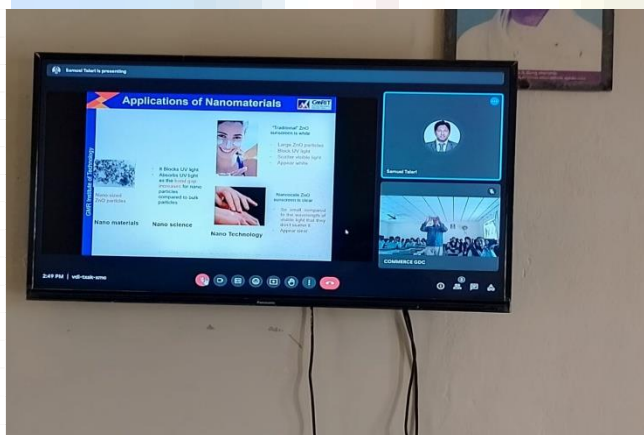 Samuel Talari is presenting
Applications of Nanomaterials
GMRIT
GMR Institute of Technology
"Traditional" ZnO
sunscreen is white
Large ZnO particles
Block UV light
Scatter visible light
Appear white
It Blocks UV light
Absorbs UV light
as the band gap
increases for nano
particles
compared to bulk
particles
Nano sized
ZnO particles
Nanoscale ZnO
sunscreen is clear
So small compared
to the wavelength of
visible light that they
don't scatter it
Appear clear
Nano materials
Nano science
Nano Technology
Samuel Talari
COMMERCE GDC
2:49 PM
Panasonic